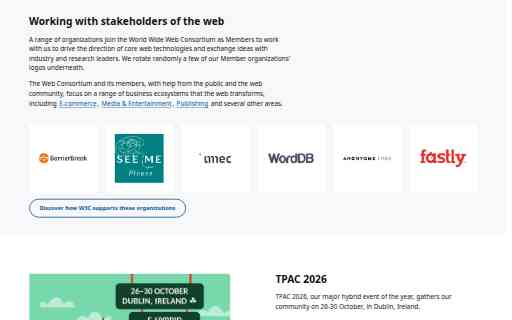 Working with stakeholders of the web
A range of organizations join the World Wide Web Consortium as Members to work
with us to drive the direction of core web technologies and exchange ideas with
industry and research leaders. We rotate randomly a few of our Member organizations'
logos underneath.
The Web Consortium and its members, with help from the public and the web
community, focus on a range of business ecosystems that the web transforms,
including E-commerce, Media & Entertainment, Publishing and several other areas.
BarrierBreak
SEE ME
Please
imec
WordDB
ANONYOME LABS
fastly
Discover how W3C supports these organizations
26–30 OCTOBER
DUBLIN, IRELAND
TPAC 2026
TPAC 2026, our major hybrid event of the year, gathers our
community on 26-30 October, in Dublin, Ireland.